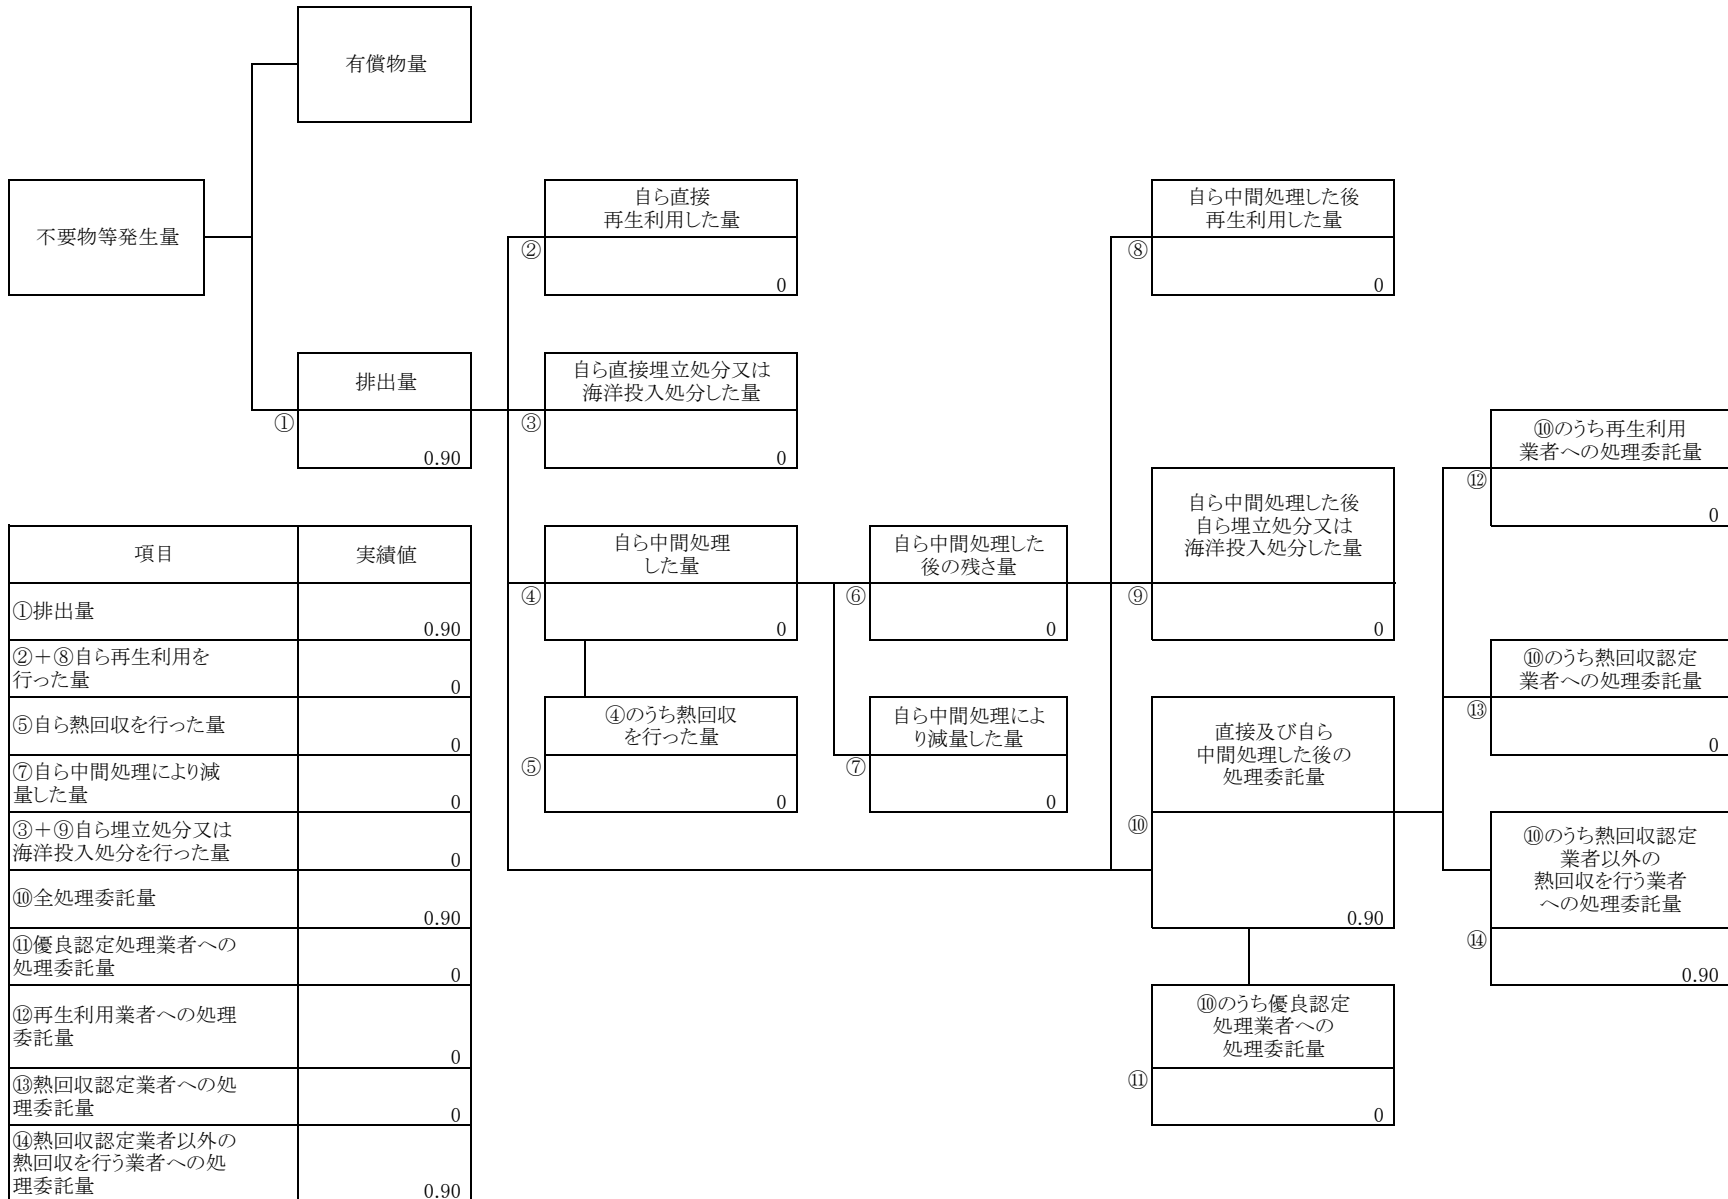 有償物量
不要物等発生量
自ら直接
再生利用した量
②
0
自ら中間処理した後
再生利用した量
⑧
0
排出量
①
0.90
自ら直接埋立処分又は
海洋投入処分した量
③
0
自ら中間処理
した量
④
0
自ら中間処理した
後の残さ量
⑥
0
自ら中間処理した後
自ら埋立処分又は
海洋投入処分した量
⑨
0
⑩のうち再生利用
業者への処理委託量
⑫
0
④のうち熱回収
を行った量
⑤
0
自ら中間処理によ
り減量した量
⑦
0
直接及び自ら
中間処理した後の
処理委託量
⑩
0.90
⑩のうち熱回収認定
業者への処理委託量
⑬
0
⑩のうち熱回収認定
業者以外の
熱回収を行う業者
への処理委託量
⑭
0.90
⑩のうち優良認定
処理業者への
処理委託量
⑪
0
項目 実績値
①排出量
0.90
②＋⑧自ら再生利用を
行った量
0
⑤自ら熱回収を行った量
0
⑦自ら中間処理により減
量した量
0
③＋⑨自ら埋立処分又は
海洋投入処分を行った量
0
⑩全処理委託量
0.90
⑪優良認定処理業者への
処理委託量
0
⑫再生利用業者への処理
委託量
0
⑬熱回収認定業者への処
理委託量
0
⑭熱回収認定業者以外の
熱回収を行う業者への処
理委託量
0.90